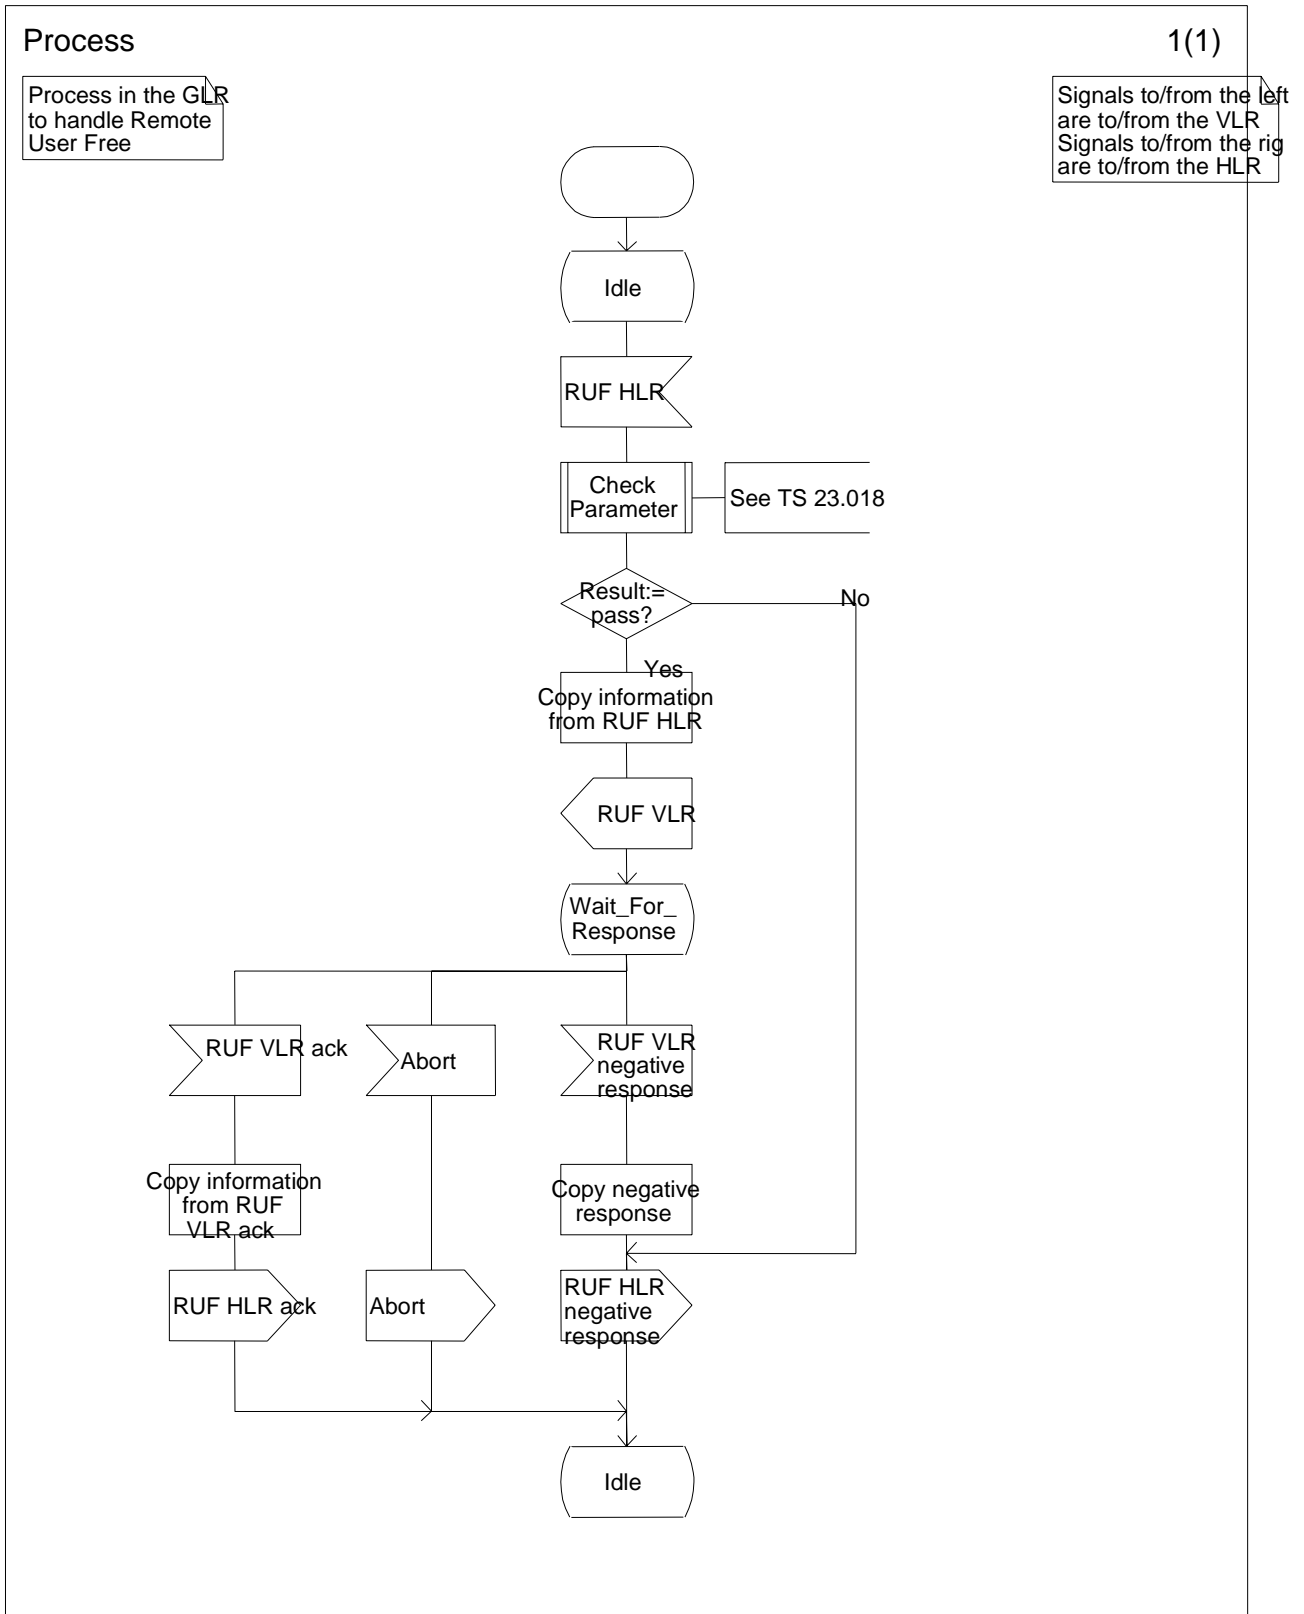 Process
1(1)
Process in the GLR
to handle Remote
User Free
Signals to/from the left
are to/from the VLR
Signals to/from the rig
are to/from the HLR
Idle
RUF HLR
Check
Parameter
See TS 23.018
Result:=
pass?
No
Yes
Copy information
from RUF HLR
RUF VLR
Wait_For_
Response
RUF VLR ack
Abort
RUF VLR
negative
response
Copy information
from RUF
VLR ack
Copy negative
response
RUF HLR ack
Abort
RUF HLR
negative
response
Idle